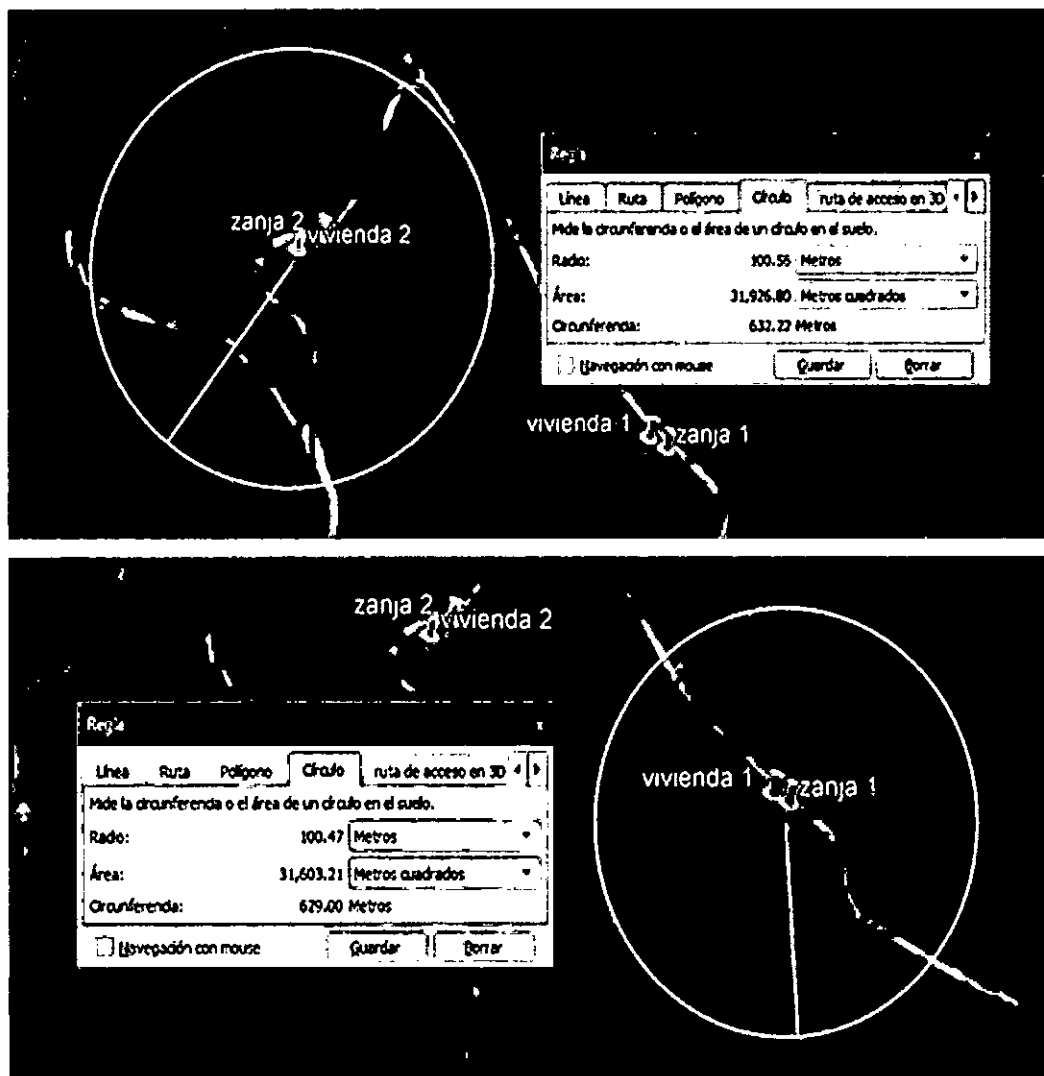 zanja 2
vivienda 2
Regla x
Línea Ruta Polígono Círculo ruta de acceso en 3D
Mide la circunferencia o el área de un círculo en el suelo.
Radio: 100.55 Metros
Área: 31,926.80 Metros cuadrados
Circunferencia: 632.22 Metros
Navegación con mouse Guardar Borrar
vivienda 1 zanja 1
zanja 2
vivienda 2
Regla x
Línea Ruta Polígono Círculo ruta de acceso en 3D
Mide la circunferencia o el área de un círculo en el suelo.
Radio: 100.47 Metros
Área: 31,603.21 Metros cuadrados
Circunferencia: 629.00 Metros
Navegación con mouse Guardar Borrar
vivienda 1 zanja 1